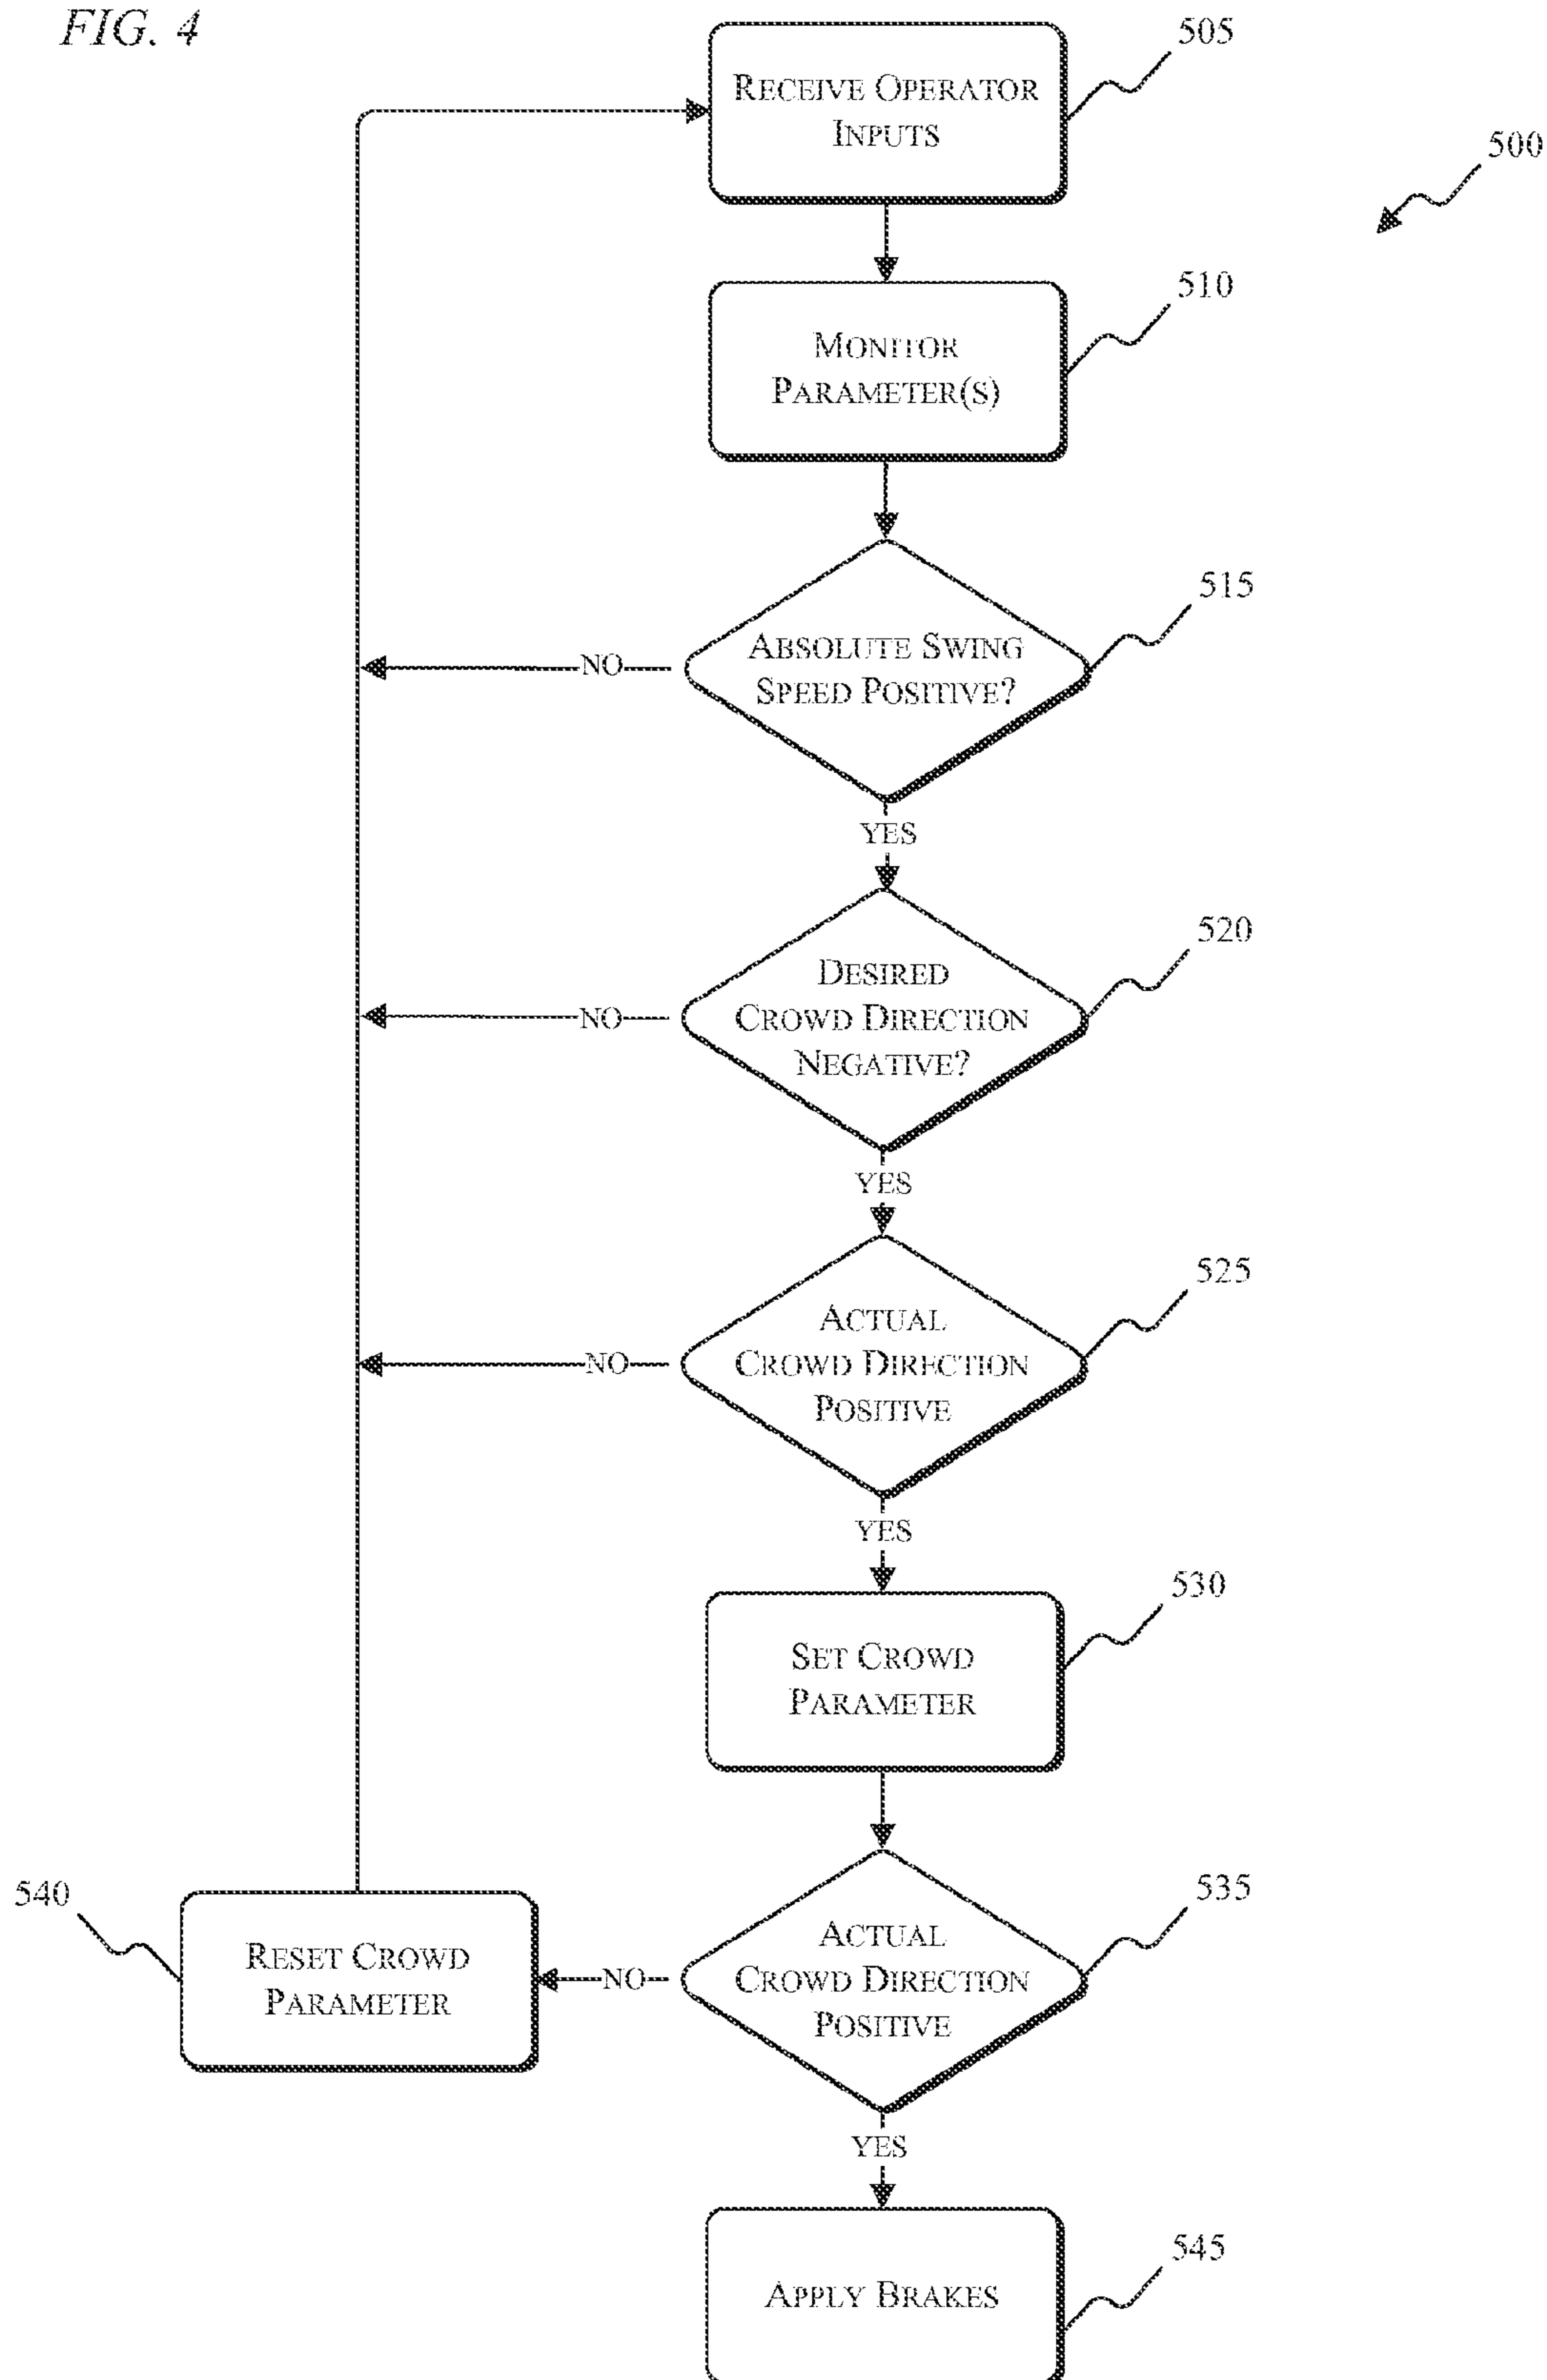 FIG. 4
505
RECEIVE OPERATOR
INPUTS
500
510
MONITOR
PARAMETER(S)
515
ABSOLUTE SWING
SPEED POSITIVE?
NO
YES
520
DESIRED
CROWD DIRECTION
NEGATIVE?
NO
YES
525
ACTUAL
CROWD DIRECTION
POSITIVE
NO
YES
530
SET CROWD
PARAMETER
535
ACTUAL
CROWD DIRECTION
POSITIVE
NO
540
RESET CROWD
PARAMETER
YES
545
APPLY BRAKES